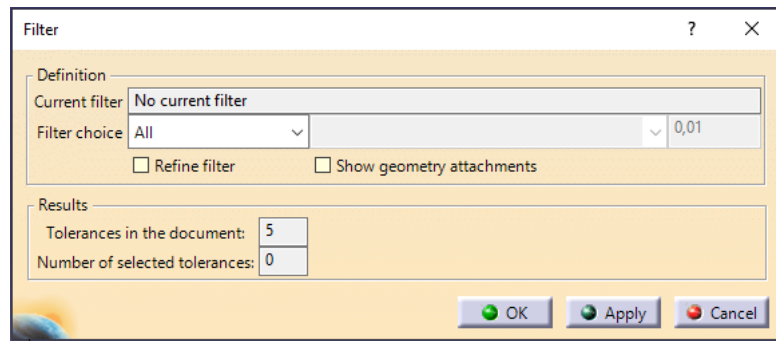 Filter
Definition
Current filter No current filter
Filter choice All 0,01
Refine filter Show geometry attachments
Results
Tolerances in the document: 5
Number of selected tolerances: 0
OK Apply Cancel